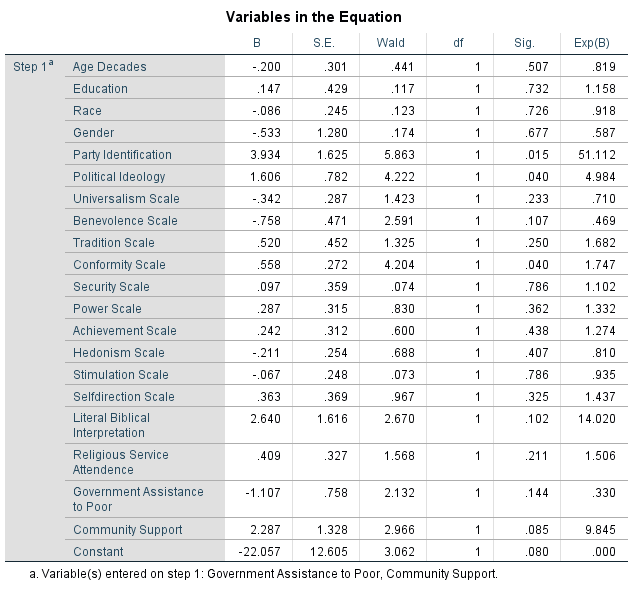 Variables in the Equation
B S.E. Wald df Sig. Exp(B)
Step 1a Age Decades -.200 .301 .441 1 .507 .819
Education .147 .429 .117 1 .732 1.158
Race -.086 .245 .123 1 .726 .918
Gender -.533 1.280 .174 1 .677 .587
Party Identification 3.934 1.625 5.863 1 .015 51.112
Political Ideology 1.606 .782 4.222 1 .040 4.984
Universalism Scale -.342 .287 1.423 1 .233 .710
Benevolence Scale -.758 .471 2.591 1 .107 .469
Tradition Scale .520 .452 1.325 1 .250 1.682
Conformity Scale .558 .272 4.204 1 .040 1.747
Security Scale .097 .359 .074 1 .786 1.102
Power Scale .287 .315 .830 1 .362 1.332
Achievement Scale .242 .312 .600 1 .438 1.274
Hedonism Scale -.211 .254 .688 1 .407 .810
Stimulation Scale -.067 .248 .073 1 .786 .935
Selfdirection Scale .363 .369 .967 1 .325 1.437
Literal Biblical 2.640 1.616 2.670 1 .102 14.020
Interpretation
Religious Service .409 .327 1.568 1 .211 1.506
Attendence
Government Assistance -1.107 .758 2.132 1 .144 .330
to Poor
Community Support 2.287 1.328 2.966 1 .085 9.845
Constant -22.057 12.605 3.062 1 .080 .000
a. Variable(s) entered on step 1: Government Assistance to Poor, Community Support.